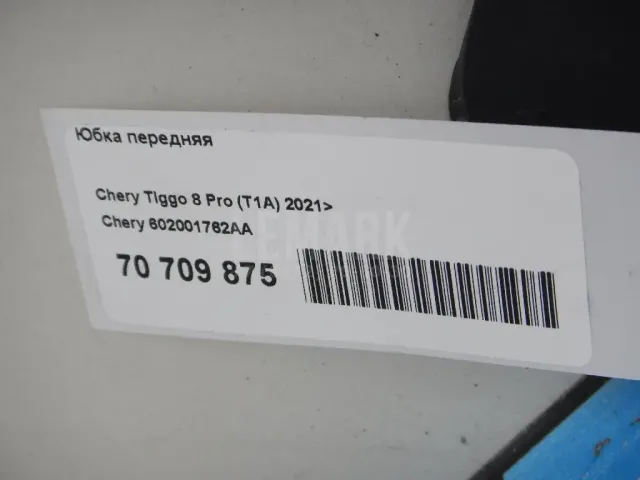 Юбка передняя
Chery Tiggo 8 Pro (T1A) 2021>
Chery 602001762AA
70 709 875